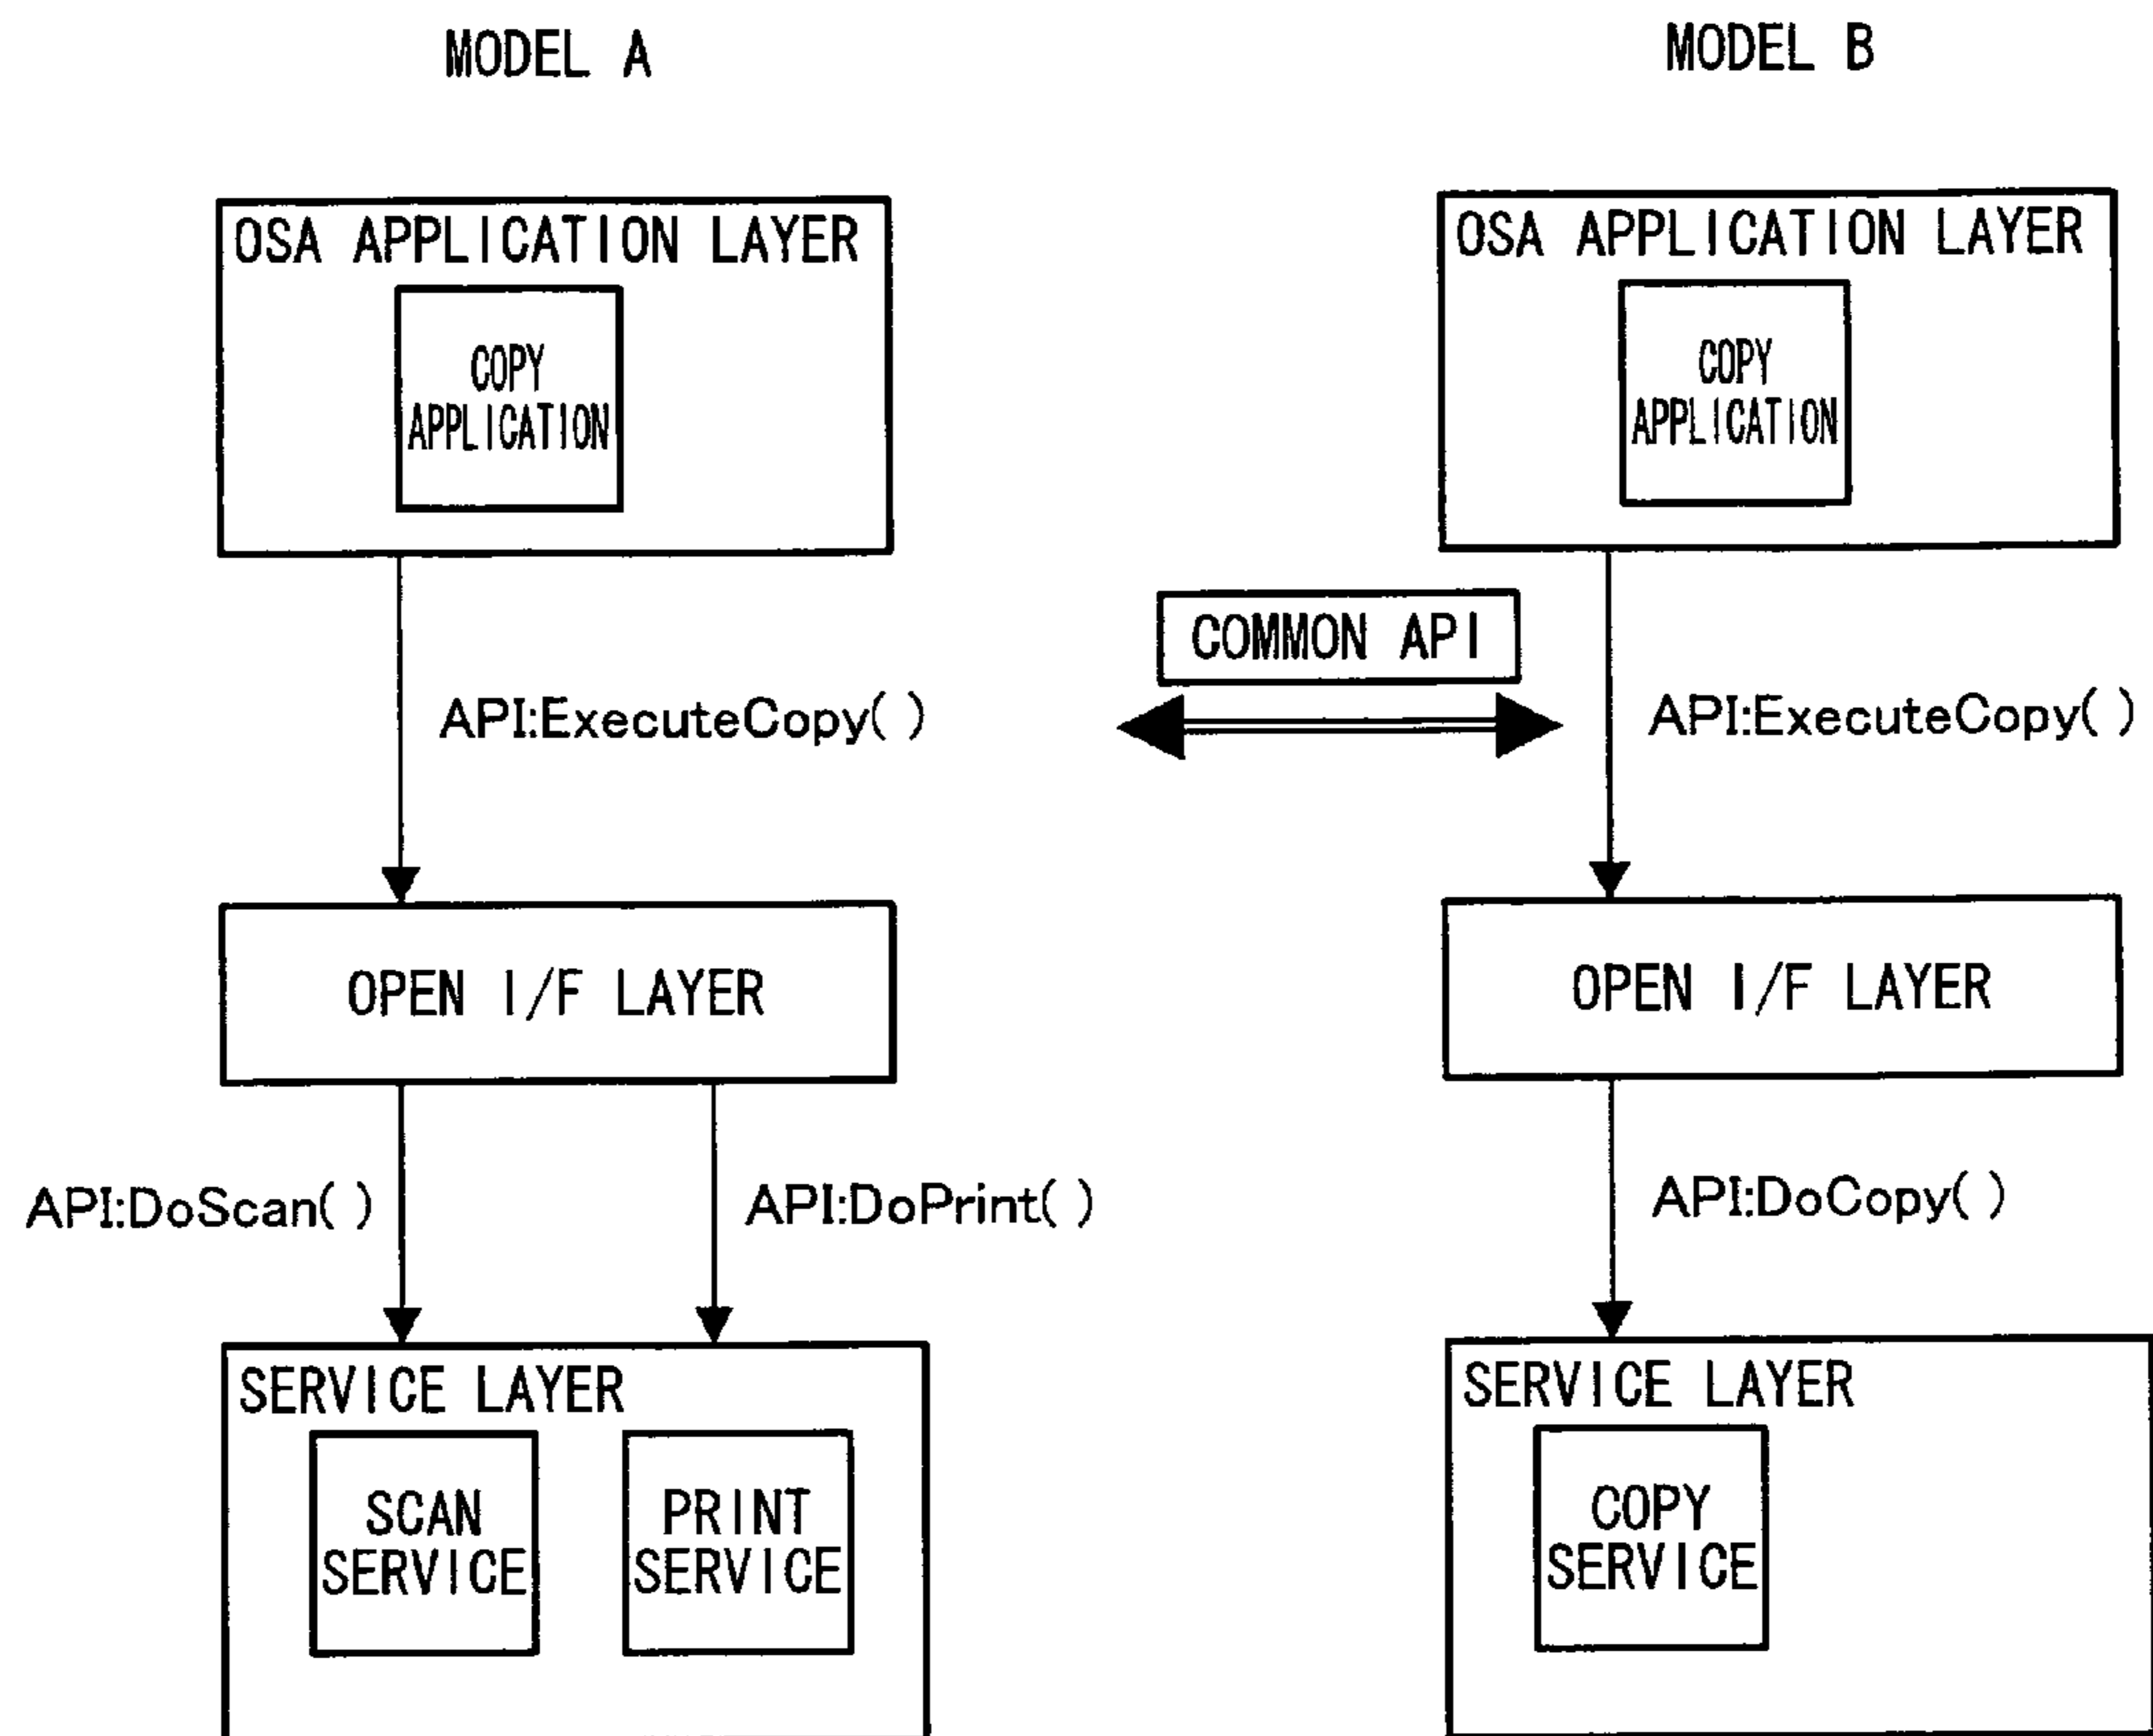 MODEL A
MODEL B
OSA APPLICATION LAYER
COPY
APPLICATION
OSA APPLICATION LAYER
COPY
APPLICATION
COMMON API
API:ExecuteCopy( )
API:ExecuteCopy( )
OPEN I/F LAYER
OPEN I/F LAYER
API:DoScan( )
API:DoPrint( )
API:DoCopy( )
SERVICE LAYER
SCAN
SERVICE
PRINT
SERVICE
SERVICE LAYER
COPY
SERVICE